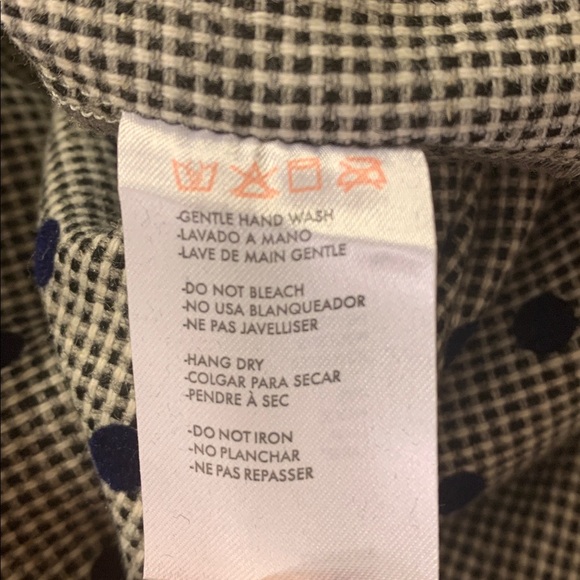 -GENTLE HAND WASH
-LAVADO A MANO
-LAVE DE MAIN GENTLE
-DO NOT BLEACH
-NO USA BLANQUEADOR
-NE PAS JAVELLISER
-HANG DRY
-COLGAR PARA SECAR
-PENDRE À SEC
-DO NOT IRON
-NO PLANCHAR
-NE PAS REPASSER